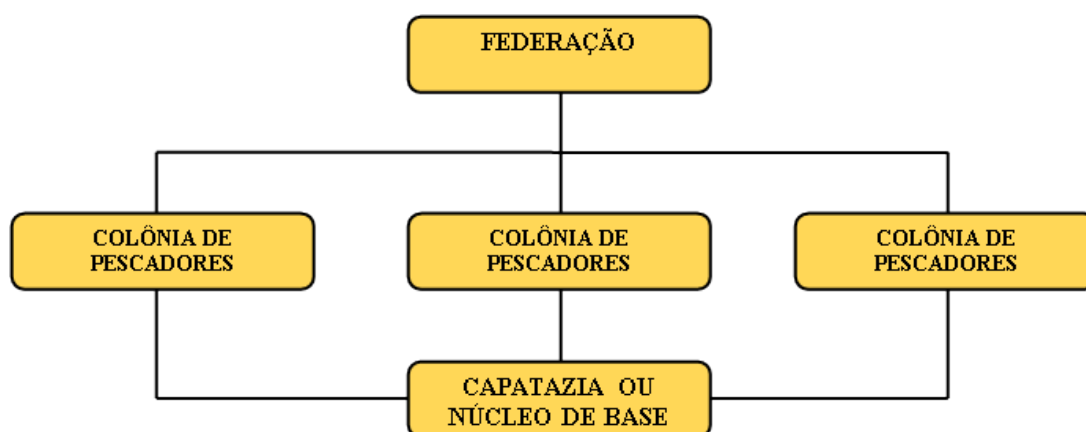 FEDERAÇÃO
COLÔNIA DE
PESCADORES
COLÔNIA DE
PESCADORES
COLÔNIA DE
PESCADORES
CAPATAZIA OU
NÚCLEO DE BASE